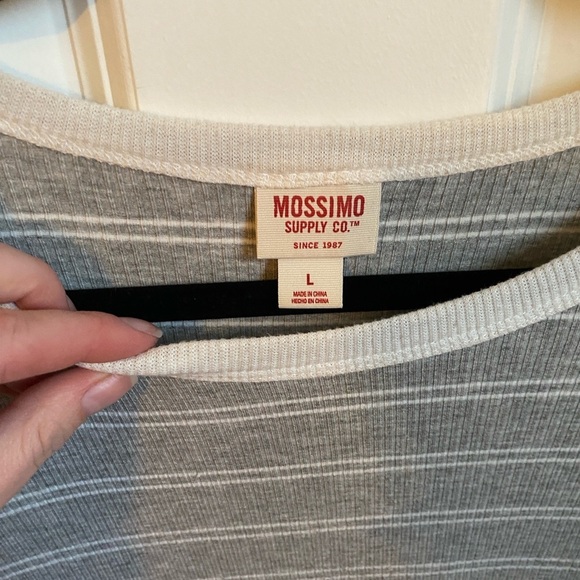 MOSSIMO
SUPPLY CO.™
SINCE 1987
L
MADE IN CHINA
HECHO EN CHINA